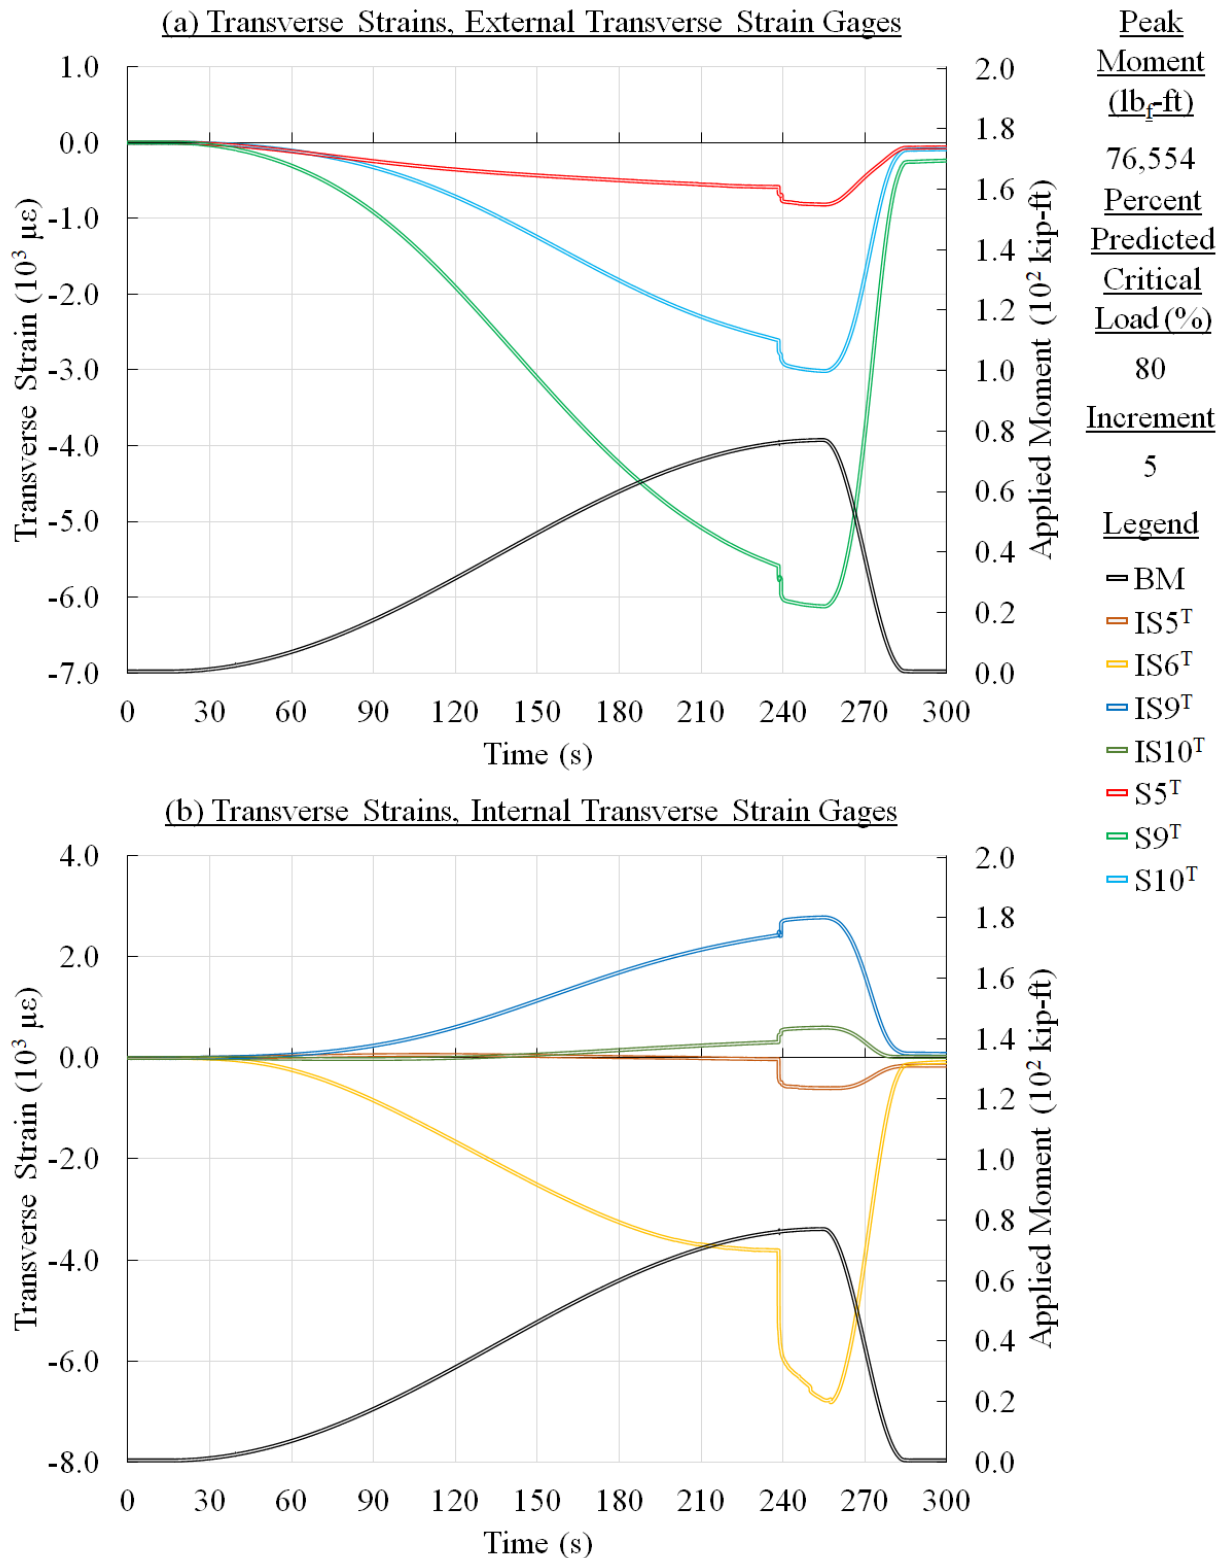 (a) Transverse Strains, External Transverse Strain Gages
1.0
0.0
-1.0
-2.0
-3.0
-4.0
-5.0
-6.0
-7.0
Transverse Strain (10³ µε)
2.0
1.8
1.6
1.4
1.2
1.0
0.8
0.6
0.4
0.2
0.0
Applied Moment (10² kip-ft)
0 30 60 90 120 150 180 210 240 270 300
Time (s)
(b) Transverse Strains, Internal Transverse Strain Gages
4.0
2.0
0.0
-2.0
-4.0
-6.0
-8.0
Transverse Strain (10³ µε)
2.0
1.8
1.6
1.4
1.2
1.0
0.8
0.6
0.4
0.2
0.0
Applied Moment (10² kip-ft)
0 30 60 90 120 150 180 210 240 270 300
Time (s)
Peak
Moment
(lb_f-ft)
76,554
Percent
Predicted
Critical
Load (%)
80
Increment
5
Legend
BM
IS5ᵀ
IS6ᵀ
IS9ᵀ
IS10ᵀ
S5ᵀ
S9ᵀ
S10ᵀ